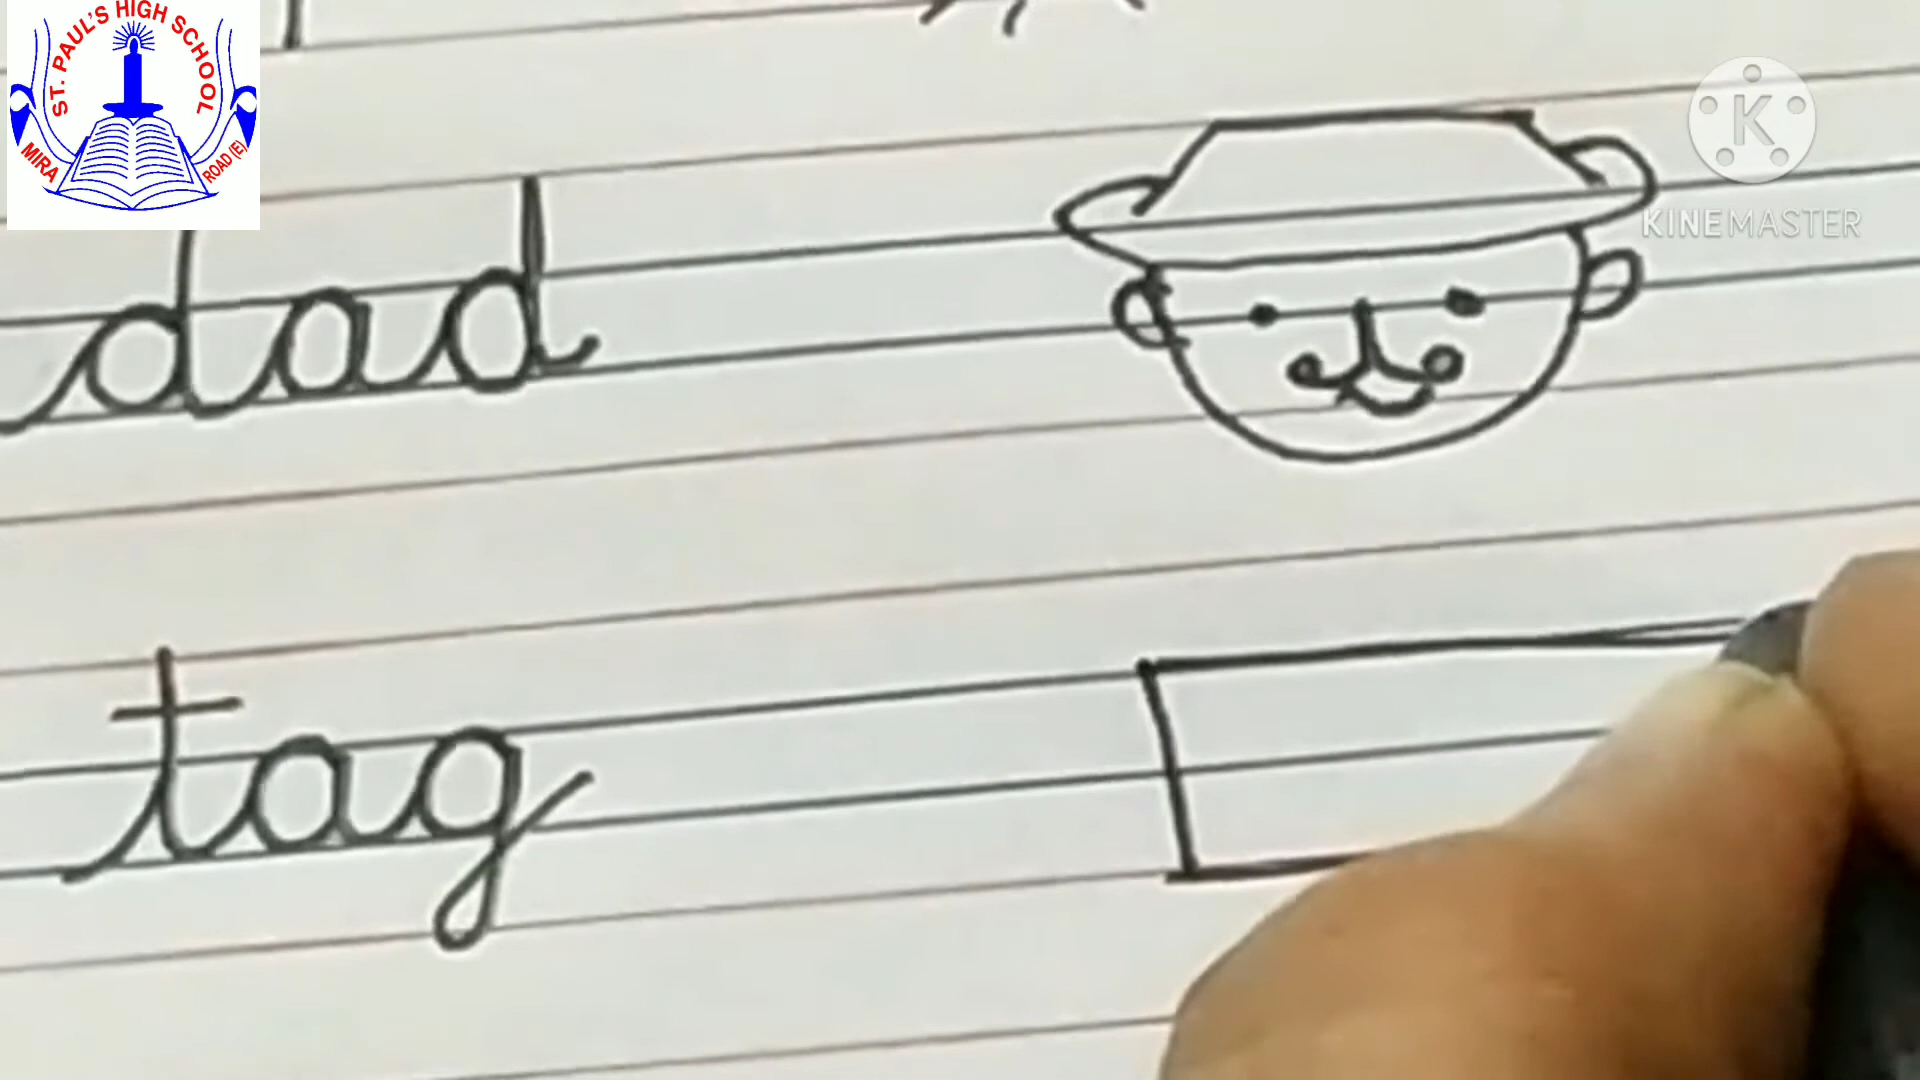 ST. PAUL'S HIGH SCHOOL
MIRA ROAD (E)
K
KINEMASTER
dad
tag